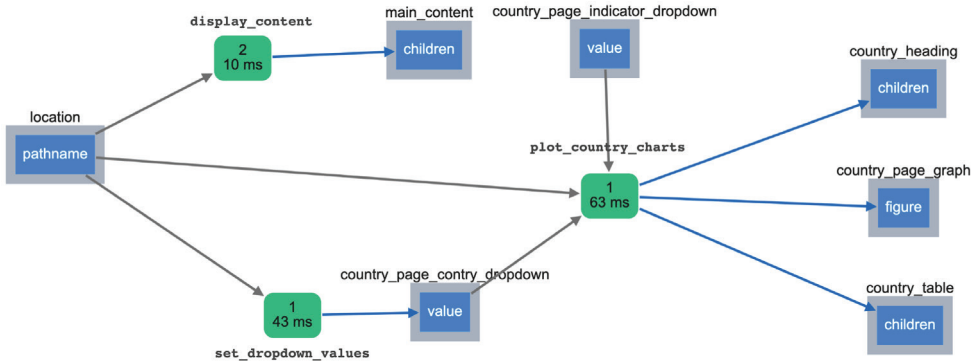 display_content
2
10 ms
main_content
children
country_page_indicator_dropdown
value
country_heading
children
location
pathname
plot_country_charts
1
63 ms
country_page_graph
figure
country_page_contry_dropdown
value
1
43 ms
set_dropdown_values
country_table
children